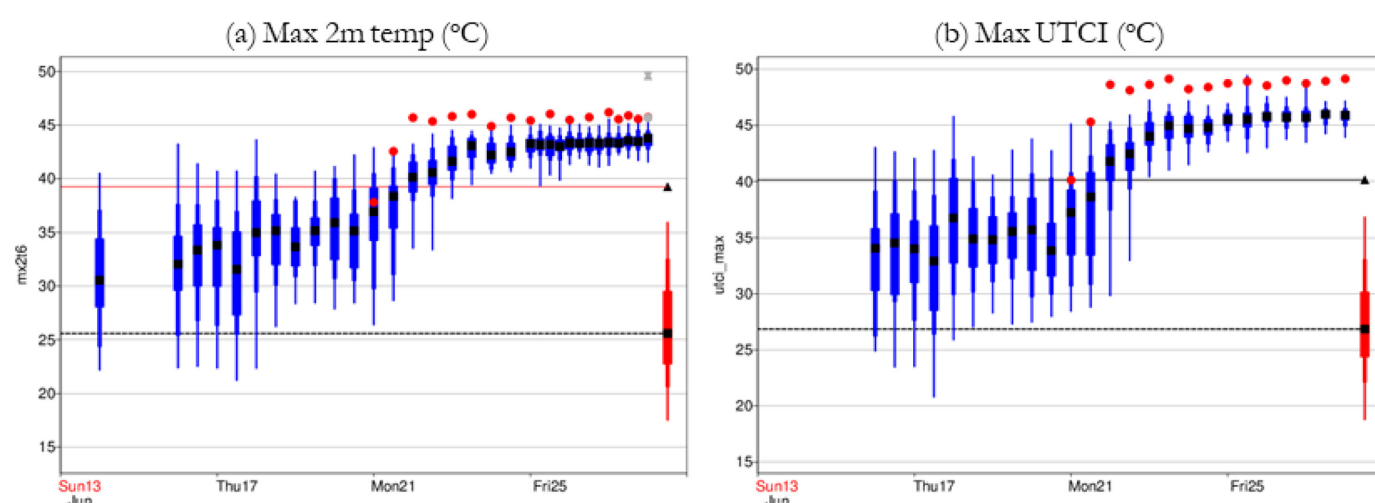 (a) Max 2m temp (°C)
(b) Max UTCI (°C)
50
45
40
35
30
25
20
15
mx2t6
Sun13
Thu17
Mon21
Fri25
Jun
50
45
40
35
30
25
20
15
utci_max
Sun13
Thu17
Mon21
Fri25
Jun